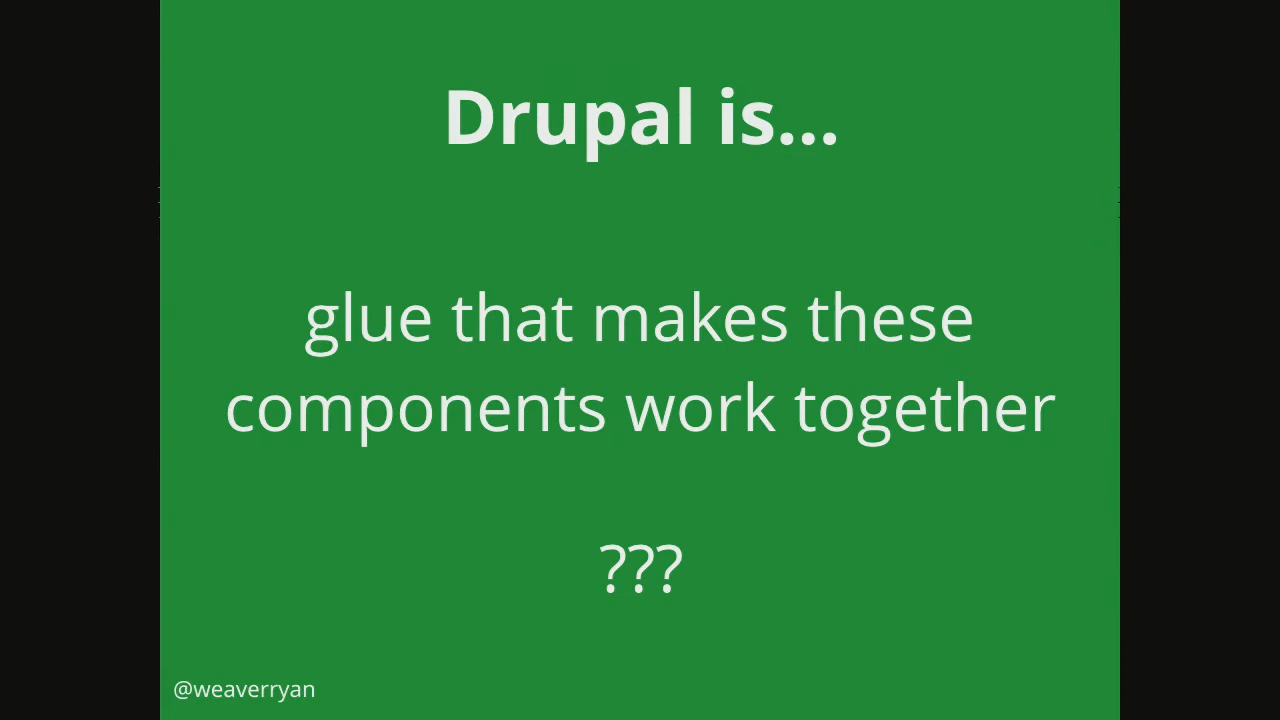 Drupal is...
glue that makes these
components work together
???
@weaverryan